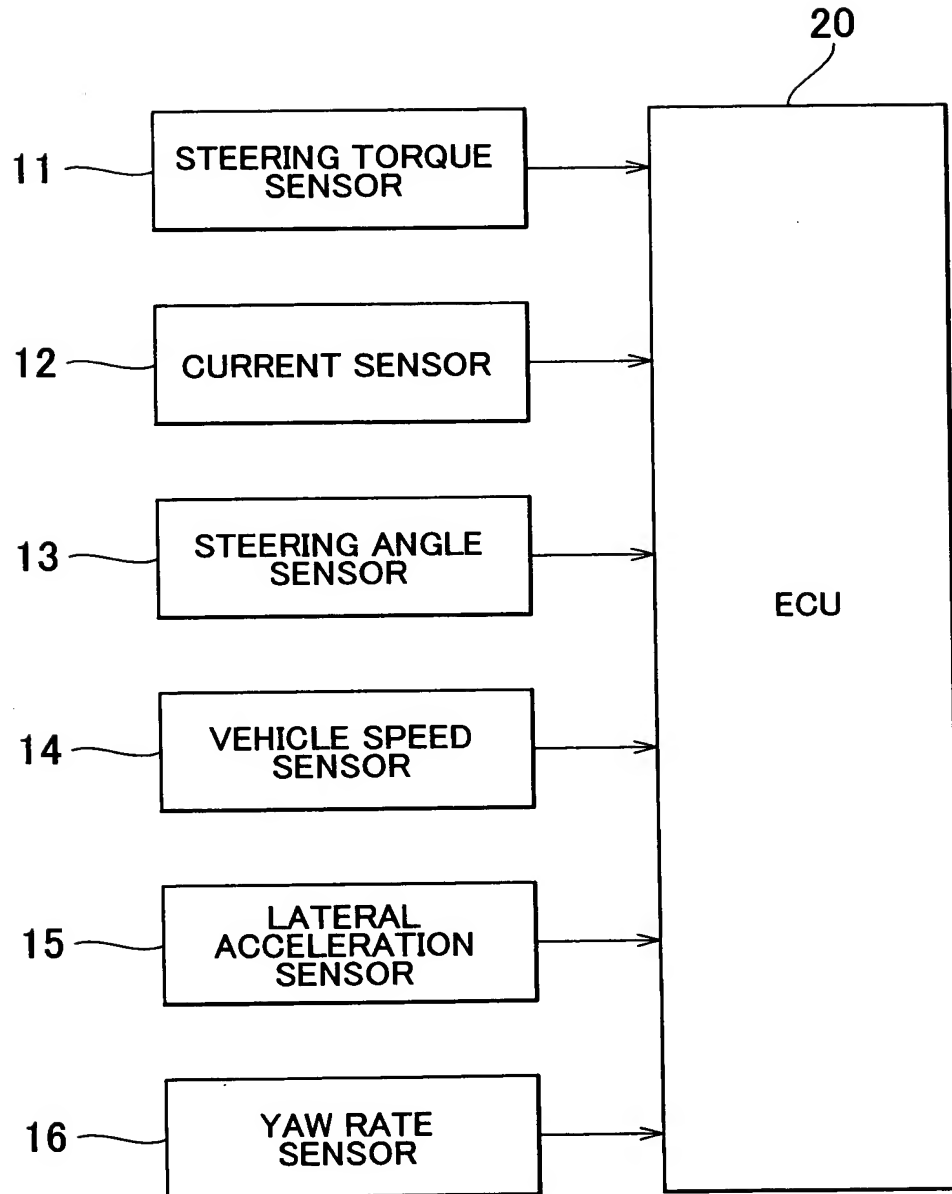 20
11
STEERING TORQUE
SENSOR
12
CURRENT SENSOR
13
STEERING ANGLE
SENSOR
ECU
14
VEHICLE SPEED
SENSOR
15
LATERAL
ACCELERATION
SENSOR
16
YAW RATE
SENSOR